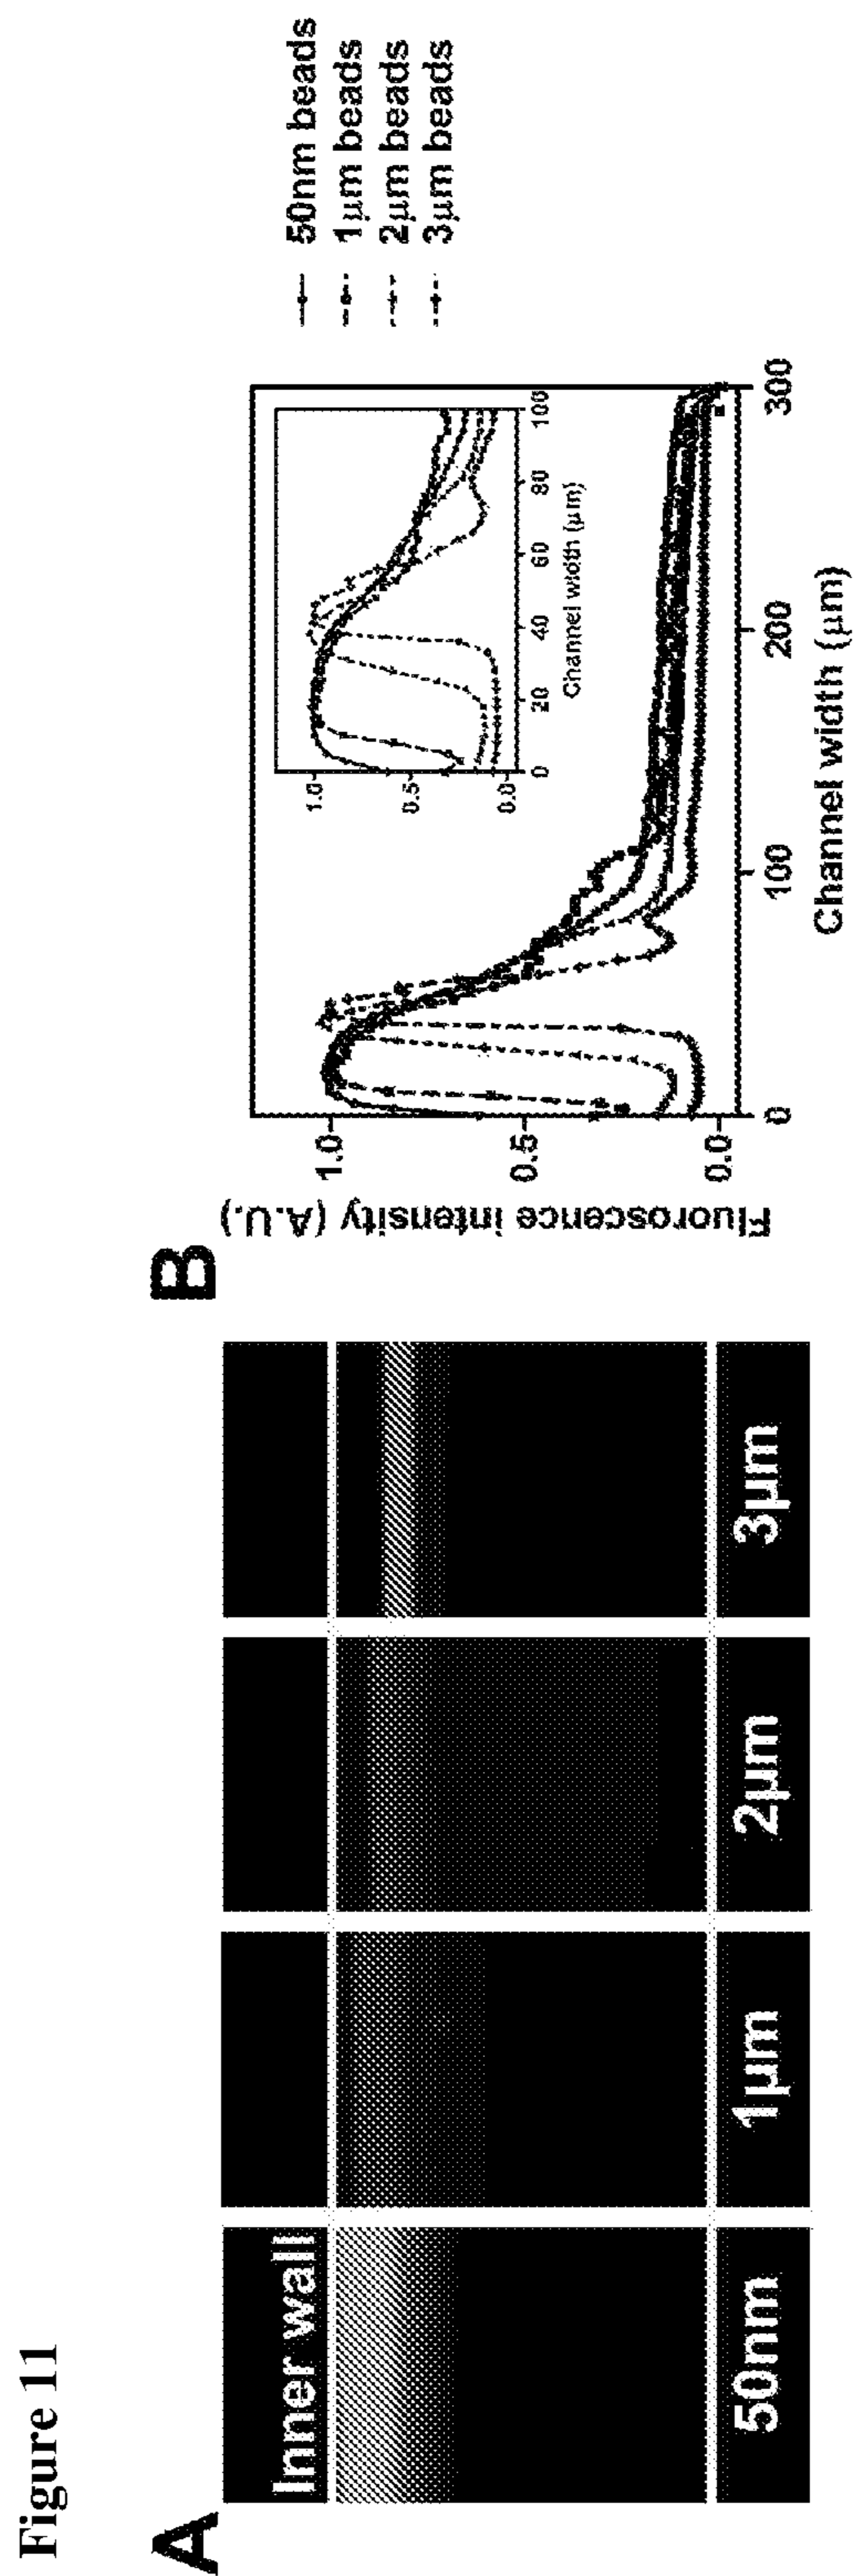 Figure 11
A
Inner wall
50nm
1µm
2µm
3µm
B
Fluoroscence intensity (A.U.)
1.0
0.5
0.0
0
100
200
300
Channel width (µm)
1.0
0.5
0.0
0
20
40
60
80
100
Channel width (µm)
50nm beads
1µm beads
2µm beads
3µm beads